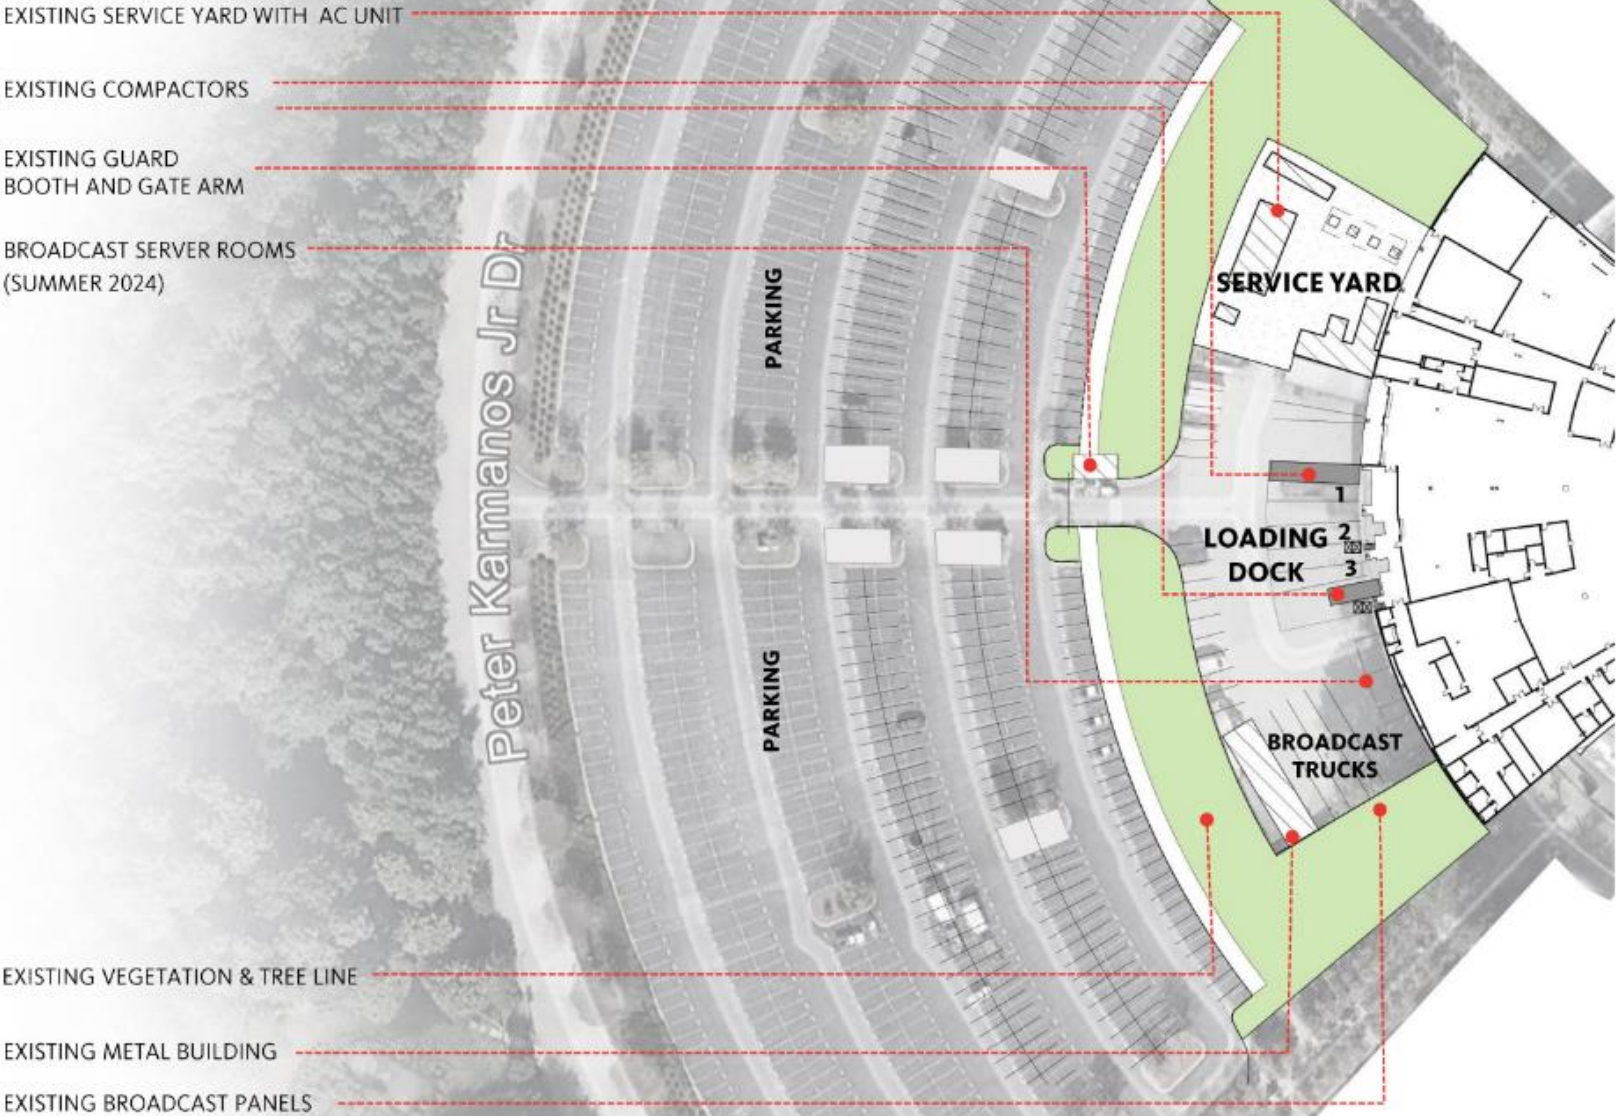 EXISTING SERVICE YARD WITH AC UNIT
EXISTING COMPACTORS
EXISTING GUARD
BOOTH AND GATE ARM
BROADCAST SERVER ROOMS
(SUMMER 2024)
Peter Karmanos Jr Dr
PARKING
PARKING
SERVICE YARD
1
LOADING
DOCK
2
3
BROADCAST
TRUCKS
EXISTING VEGETATION & TREE LINE
EXISTING METAL BUILDING
EXISTING BROADCAST PANELS